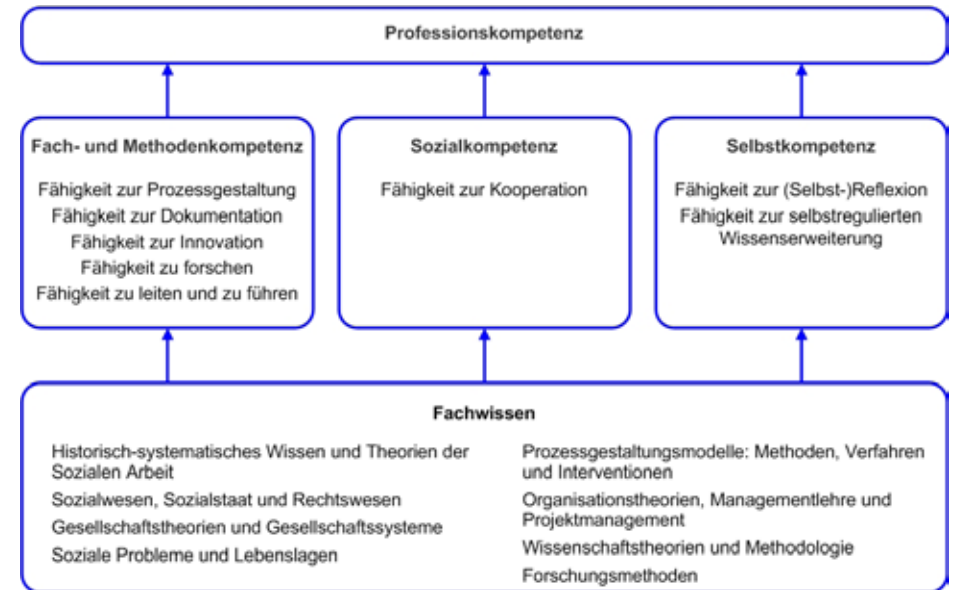 Professionskompetenz
Fach- und Methodenkompetenz
Fähigkeit zur Prozessgestaltung
Fähigkeit zur Dokumentation
Fähigkeit zur Innovation
Fähigkeit zu forschen
Fähigkeit zu leiten und zu führen
Sozialkompetenz
Fähigkeit zur Kooperation
Selbstkompetenz
Fähigkeit zur (Selbst-)Reflexion
Fähigkeit zur selbstregulierten
Wissenserweiterung
Fachwissen
Historisch-systematisches Wissen und Theorien der
Sozialen Arbeit
Sozialwesen, Sozialstaat und Rechtswesen
Gesellschaftstheorien und Gesellschaftssysteme
Soziale Probleme und Lebenslagen
Prozessgestaltungsmodelle: Methoden, Verfahren
und Interventionen
Organisationstheorien, Managementlehre und
Projektmanagement
Wissenschaftstheorien und Methodologie
Forschungsmethoden